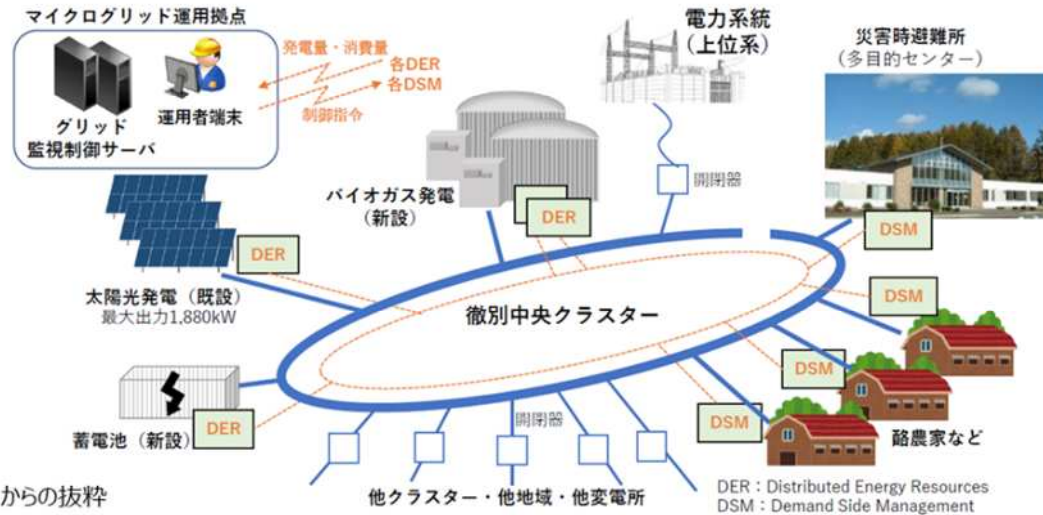 マイクログリッド運用拠点
グリッド
監視制御サーバ
運用者端末
発電量・消費量
各DER
各DSM
制御指令
電力系統
(上位系)
災害時避難所
(多目的センター)
開閉器
バイオガス発電
(新設)
DER
DSM
DER
太陽光発電（既設）
最大出力1,880kW
徹別中央クラスター
DSM
DSM
DSM
酪農家など
蓄電池（新設）
DER
開閉器
他クラスター・他地域・他変電所
からの抜粋
DER：Distributed Energy Resources
DSM：Demand Side Management